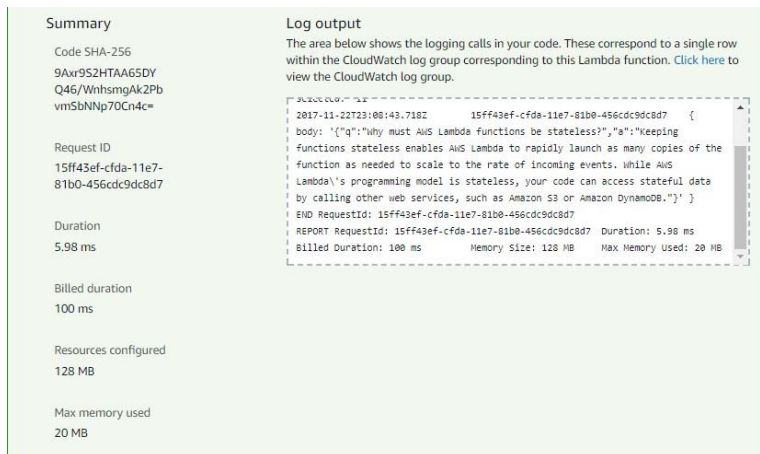 Summary
Code SHA-256
9Axr9S2HTAA65DY
Q46/WnhsmgAk2Pb
vmSbNNp70Cn4c=
Request ID
15ff43ef-cfda-11e7-
81b0-456cdc9dc8d7
Duration
5.98 ms
Billed duration
100 ms
Resources configured
128 MB
Max memory used
20 MB
Log output
The area below shows the logging calls in your code. These correspond to a single row
within the CloudWatch log group corresponding to this Lambda function. Click here to
view the CloudWatch log group.
2017-11-22T23:08:43.718Z 15ff43ef-cfda-11e7-81b0-456cdc9dc8d7 {
body: '{"q":"Why must AWS Lambda functions be stateless?","a":"Keeping
functions stateless enables AWS Lambda to rapidly launch as many copies of the
function as needed to scale to the rate of incoming events. While AWS
Lambda\'s programming model is stateless, your code can access stateful data
by calling other web services, such as Amazon S3 or Amazon DynamoDB."}' }
END RequestId: 15ff43ef-cfda-11e7-81b0-456cdc9dc8d7
REPORT RequestId: 15ff43ef-cfda-11e7-81b0-456cdc9dc8d7 Duration: 5.98 ms
Billed Duration: 100 ms Memory Size: 128 MB Max Memory Used: 20 MB